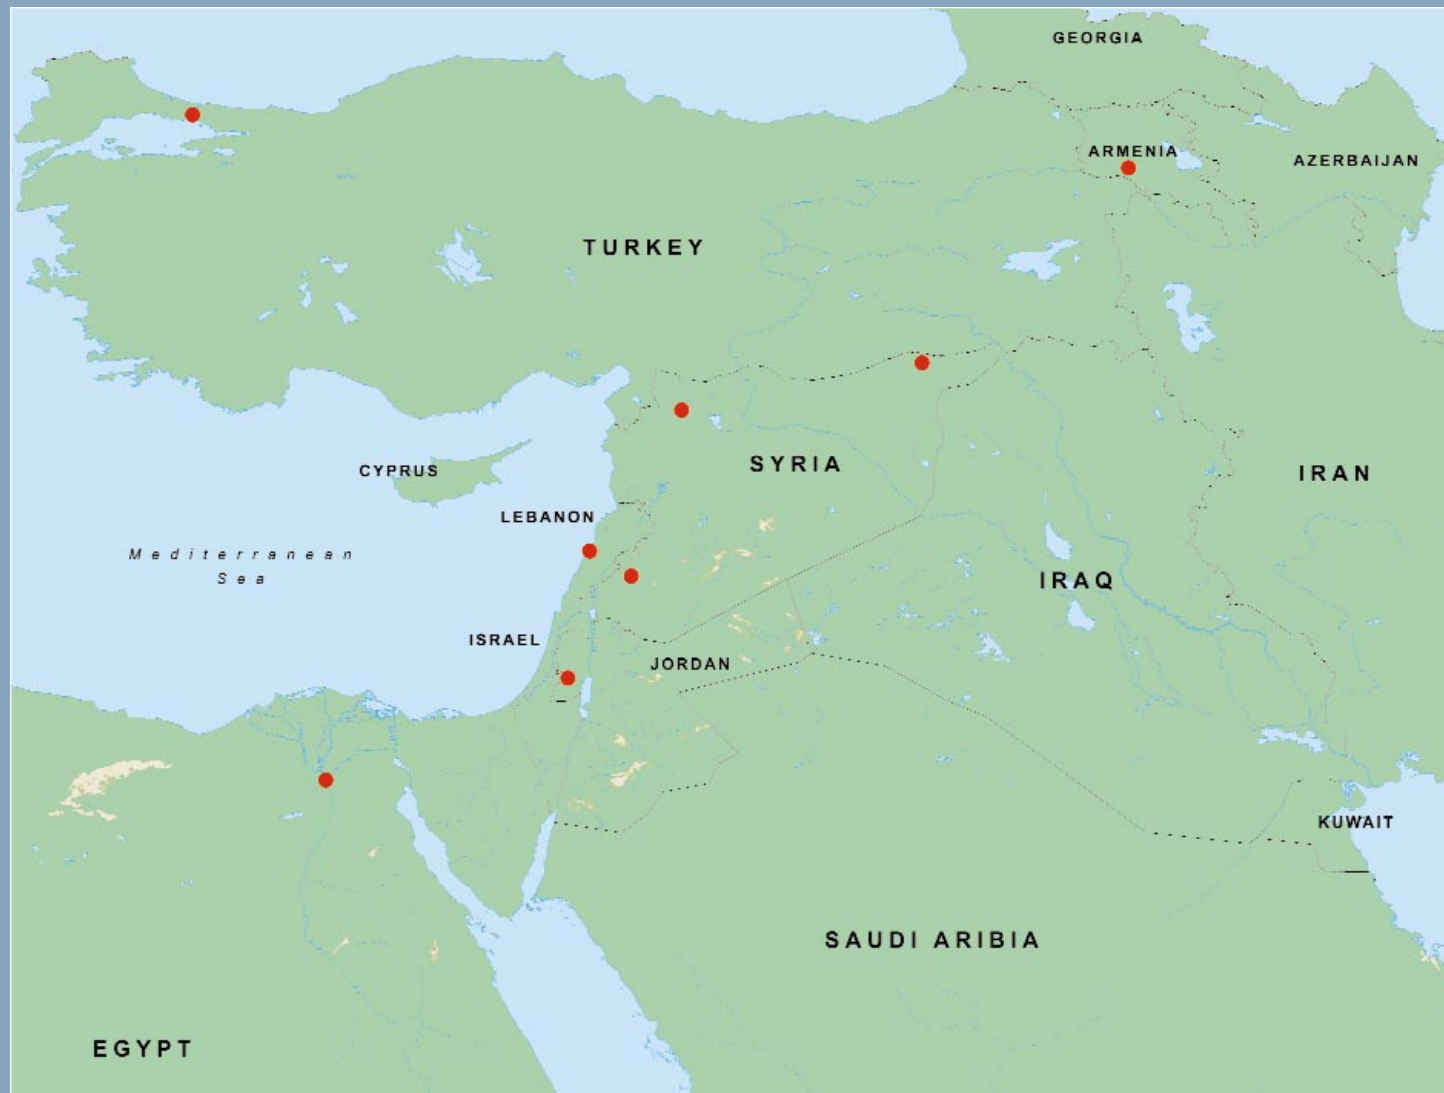 GEORGIA
ARMENIA
AZERBAIJAN
TURKEY
SYRIA
CYPRUS
IRAN
LEBANON
Mediterranean
Sea
IRAQ
ISRAEL
JORDAN
KUWAIT
SAUDI ARIBIA
EGYPT